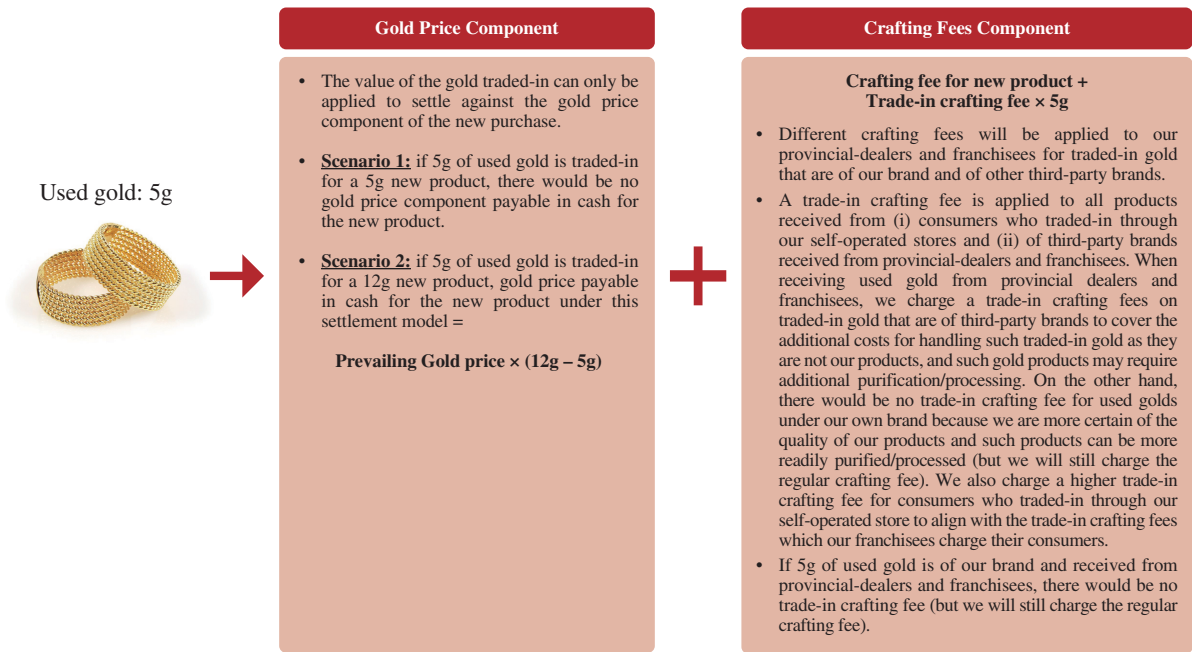 Used gold: 5g
Gold Price Component
• The value of the gold traded-in can only be
applied to settle against the gold price
component of the new purchase.
• Scenario 1: if 5g of used gold is traded-in
for a 5g new product, there would be no
gold price component payable in cash for
the new product.
• Scenario 2: if 5g of used gold is traded-in
for a 12g new product, gold price payable
in cash for the new product under this
settlement model =
Prevailing Gold price × (12g – 5g)
Crafting Fees Component
Crafting fee for new product +
Trade-in crafting fee × 5g
• Different crafting fees will be applied to our
provincial-dealers and franchisees for traded-in gold
that are of our brand and of other third-party brands.
• A trade-in crafting fee is applied to all products
received from (i) consumers who traded-in through
our self-operated stores and (ii) of third-party brands
received from provincial-dealers and franchisees. When
receiving used gold from provincial dealers and
franchisees, we charge a trade-in crafting fees on
traded-in gold that are of third-party brands to cover the
additional costs for handling such traded-in gold as they
are not our products, and such gold products may require
additional purification/processing. On the other hand,
there would be no trade-in crafting fee for used golds
under our own brand because we are more certain of the
quality of our products and such products can be more
readily purified/processed (but we will still charge the
regular crafting fee). We also charge a higher trade-in
crafting fee for consumers who traded-in through our
self-operated store to align with the trade-in crafting fees
which our franchisees charge their consumers.
• If 5g of used gold is of our brand and received from
provincial-dealers and franchisees, there would be no
trade-in crafting fee (but we will still charge the regular
crafting fee).